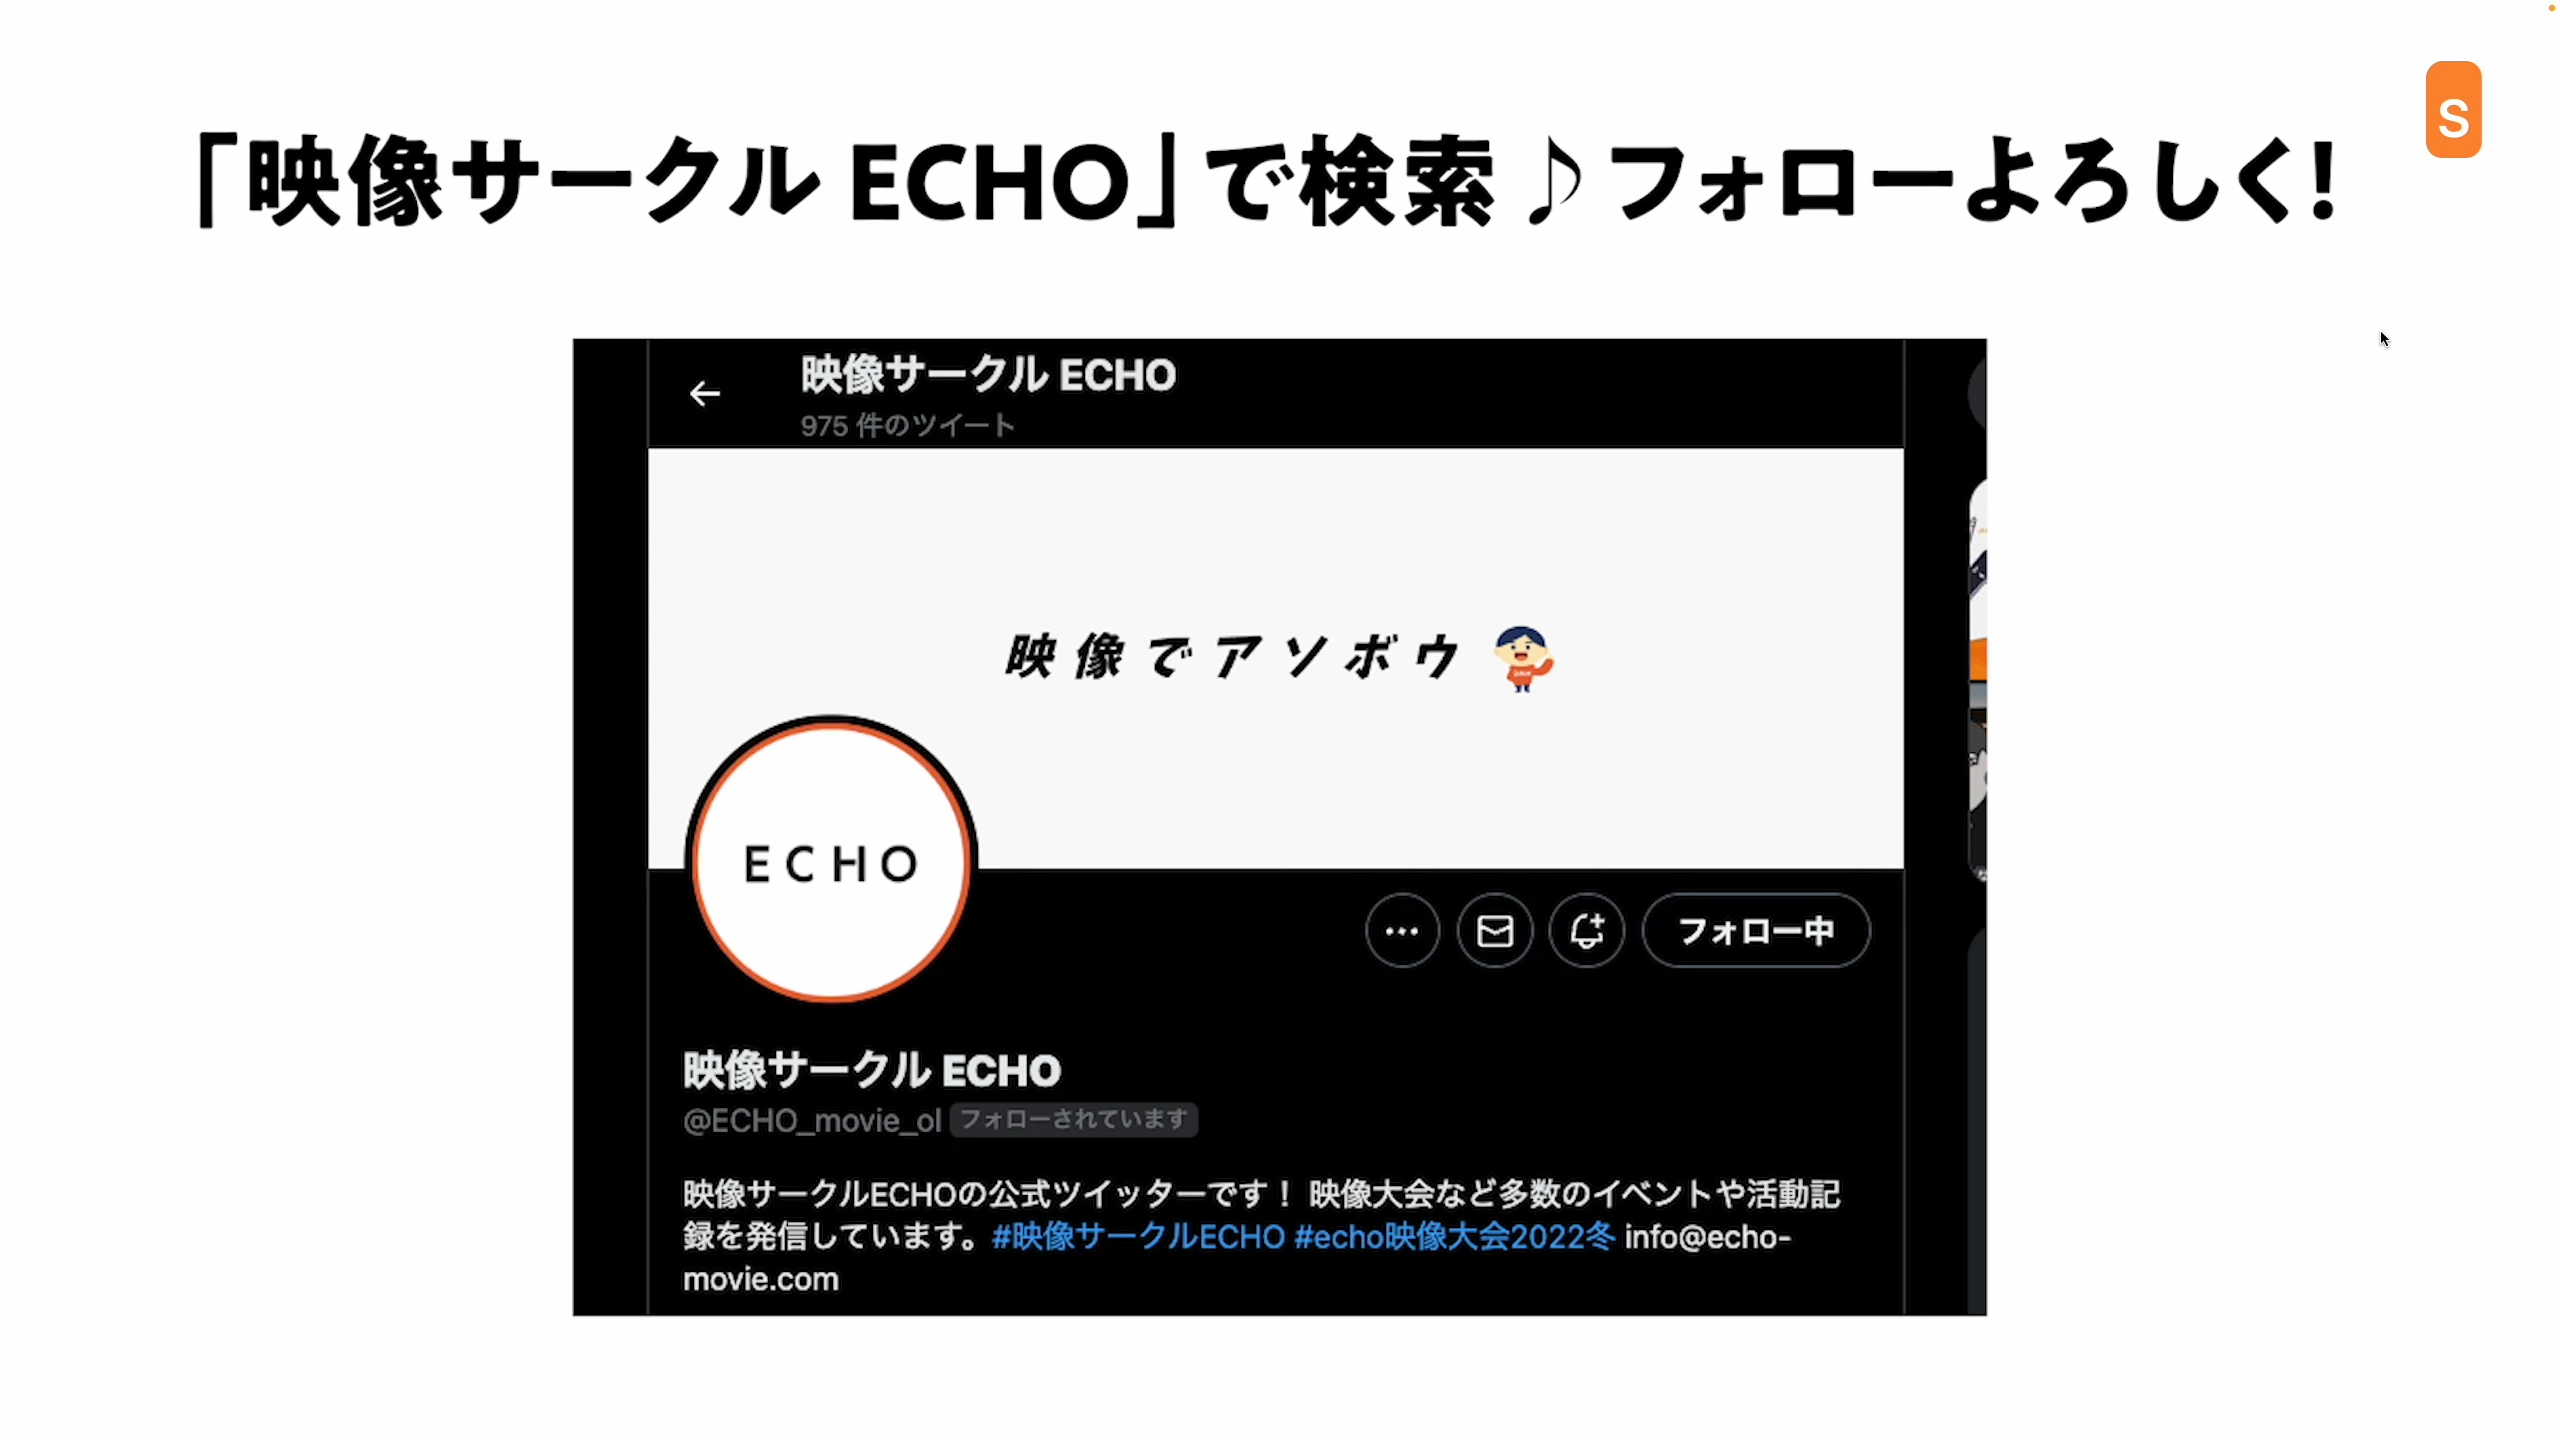 「映像サークル ECHO」で検索♪フォローよろしく!
S
映像サークル ECHO
975 件のツイート
映像でアソボウ
ECHO
フォロー中
映像サークル ECHO
@ECHO_movie_ol フォローされています
映像サークルECHOの公式ツイッターです！ 映像大会など多数のイベントや活動記
録を発信しています。#映像サークルECHO #echo映像大会2022冬 info@echo-
movie.com